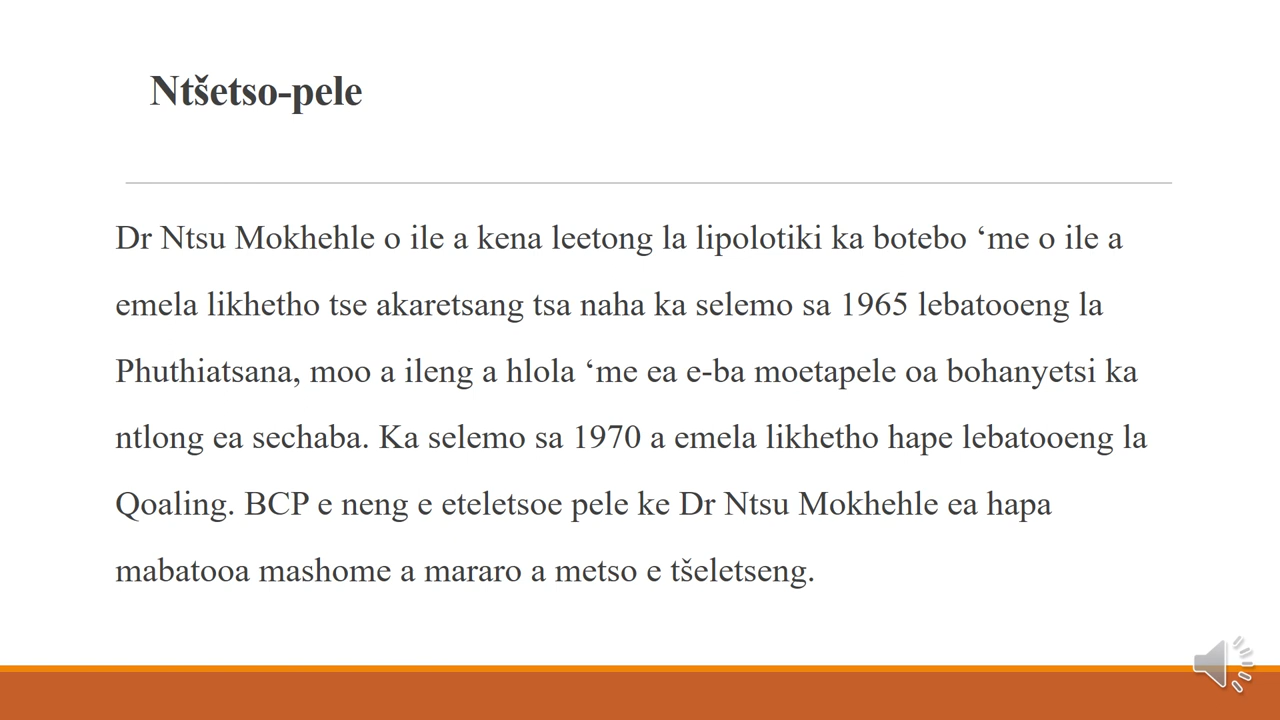 Ntšetso-pele
Dr Ntsu Mokhehle o ile a kena leetong la lipolotiki ka botebo ‘me o ile a
emela likhetho tse akaretsang tsa naha ka selemo sa 1965 lebatooeng la
Phuthiatsana, moo a ileng a hlola ‘me ea e-ba moetapele oa bohanyetsi ka
ntlong ea sechaba. Ka selemo sa 1970 a emela likhetho hape lebatooeng la
Qoaling. BCP e neng e eteletsoe pele ke Dr Ntsu Mokhehle ea hapa
mabatooa mashome a mararo a metso e tšeletseng.